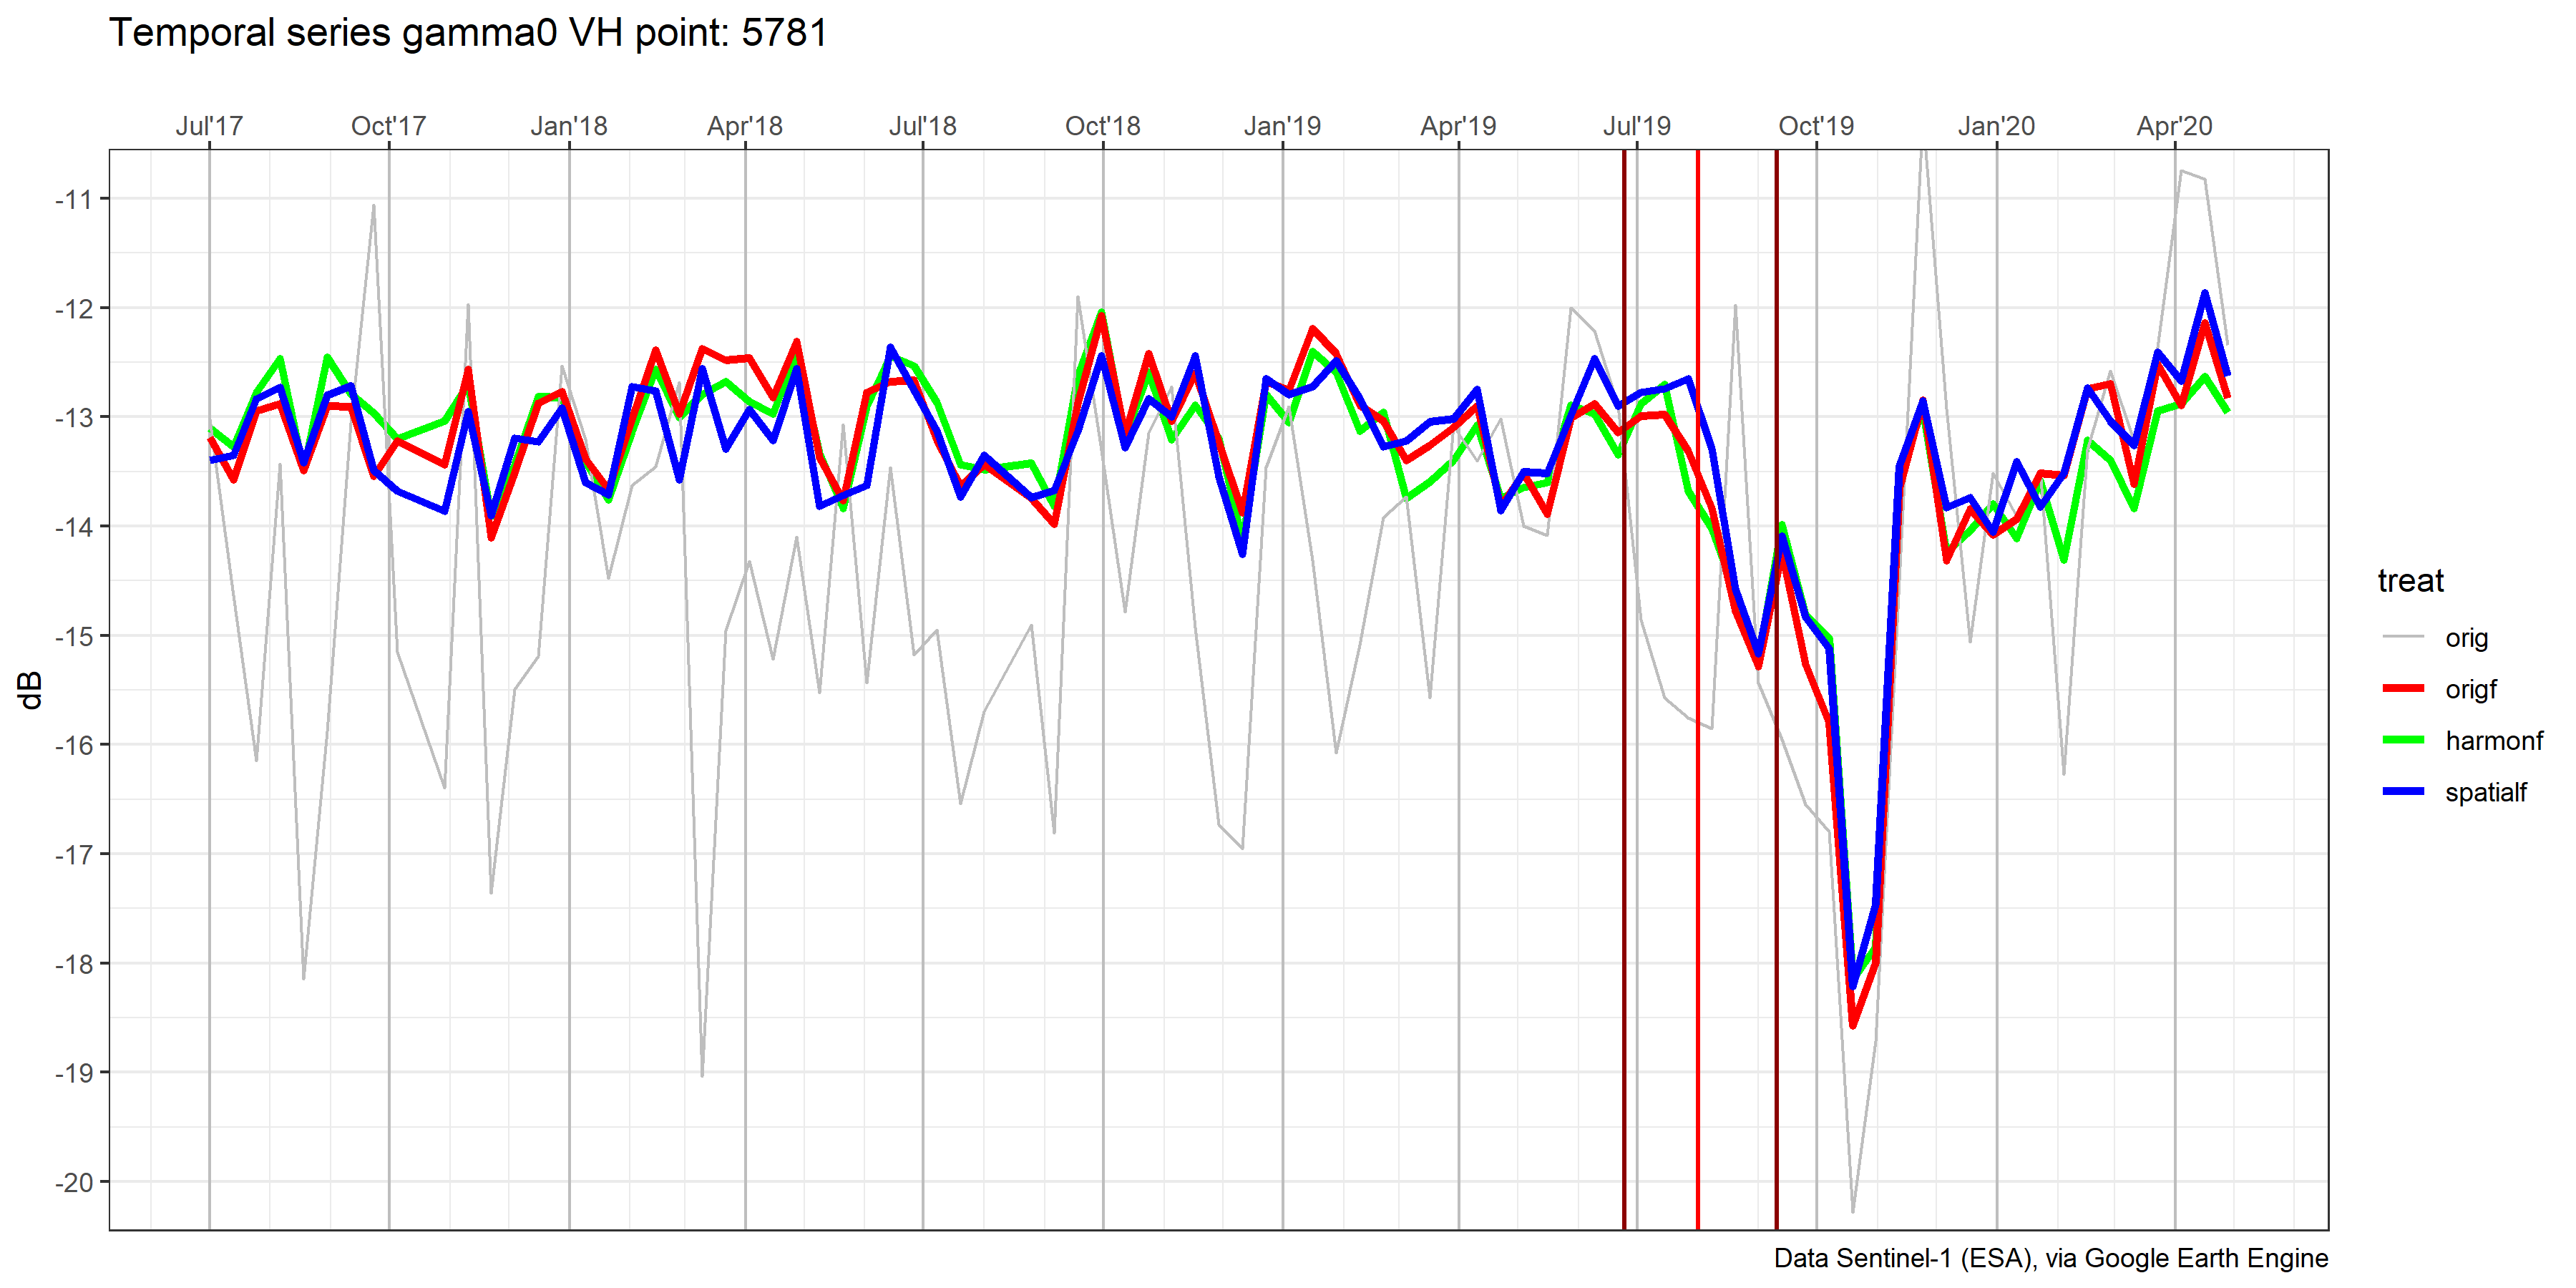 Temporal series gamma0 VH point: 5781
Jul'17 Oct'17 Jan'18 Apr'18 Jul'18 Oct'18 Jan'19 Apr'19 Jul'19 Oct'19 Jan'20 Apr'20
-11
-12
-13
-14
-15
-16
-17
-18
-19
-20
dB
treat
orig
origf
harmonf
spatialf
Data Sentinel-1 (ESA), via Google Earth Engine